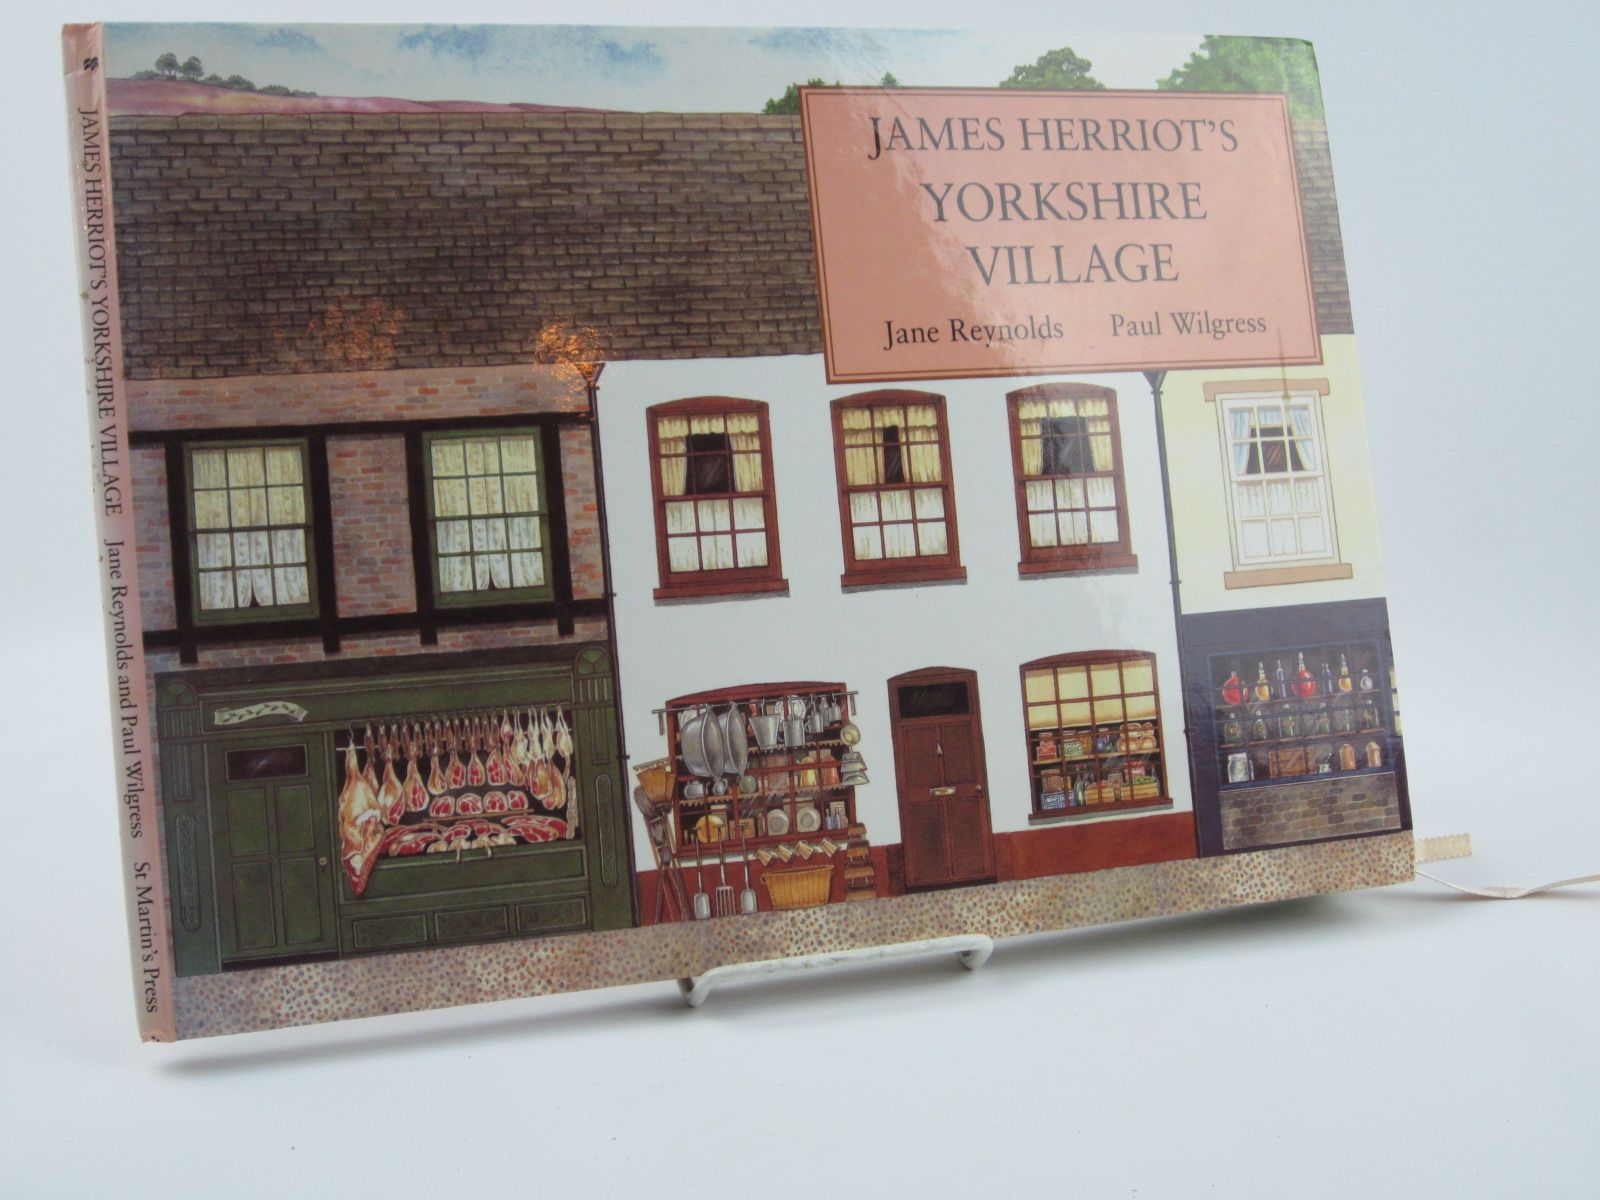 JAMES HERRIOT'S
YORKSHIRE
VILLAGE
Jane Reynolds Paul Wilgress
JAMES HERRIOT'S YORKSHIRE VILLAGE Jane Reynolds and Paul Wilgress St Martin's Press